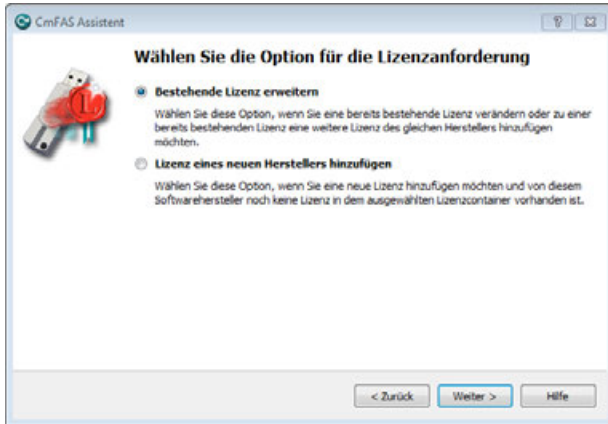 CmFAS Assistent
Wählen Sie die Option für die Lizenzanforderung
Bestehende Lizenz erweitern
Wählen Sie diese Option, wenn Sie eine bereits bestehende Lizenz verändern oder zu einer
bereits bestehenden Lizenz eine weitere Lizenz des gleichen Herstellers hinzufügen
möchten.
Lizenz eines neuen Herstellers hinzufügen
Wählen Sie diese Option, wenn Sie eine neue Lizenz hinzufügen möchten und von diesem
Softwarehersteller noch keine Lizenz in dem ausgewählten Lizenzcontainer vorhanden ist.
< Zurück Weiter > Hilfe